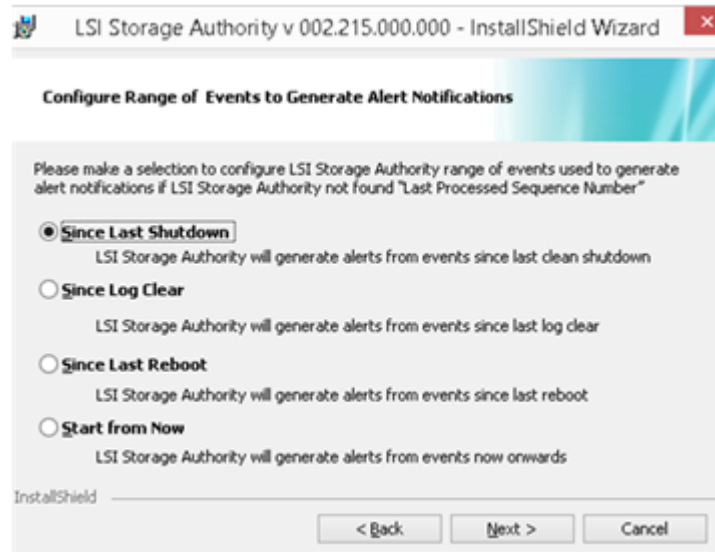 LSI Storage Authority v 002.215.000.000 - InstallShield Wizard
Configure Range of Events to Generate Alert Notifications
Please make a selection to configure LSI Storage Authority range of events used to generate
alert notifications if LSI Storage Authority not found "Last Processed Sequence Number"
Since Last Shutdown
LSI Storage Authority will generate alerts from events since last clean shutdown
Since Log Clear
LSI Storage Authority will generate alerts from events since last log clear
Since Last Reboot
LSI Storage Authority will generate alerts from events since last reboot
Start from Now
LSI Storage Authority will generate alerts from events now onwards
InstallShield
< Back Next > Cancel